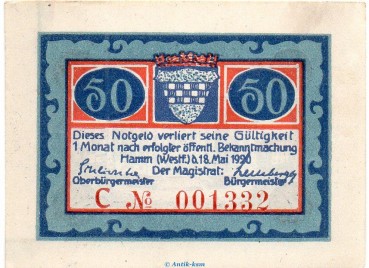 50 50
Dieses Notgeld verliert seine Gültigkeit
1 Monat nach erfolgter öffentl. Bekanntmachung
Hamm (Westf.) d. 18. Mai 1920
Der Magistrat:
Oberbürgermeister Bürgermeister
C № 001332
© Antik-kam